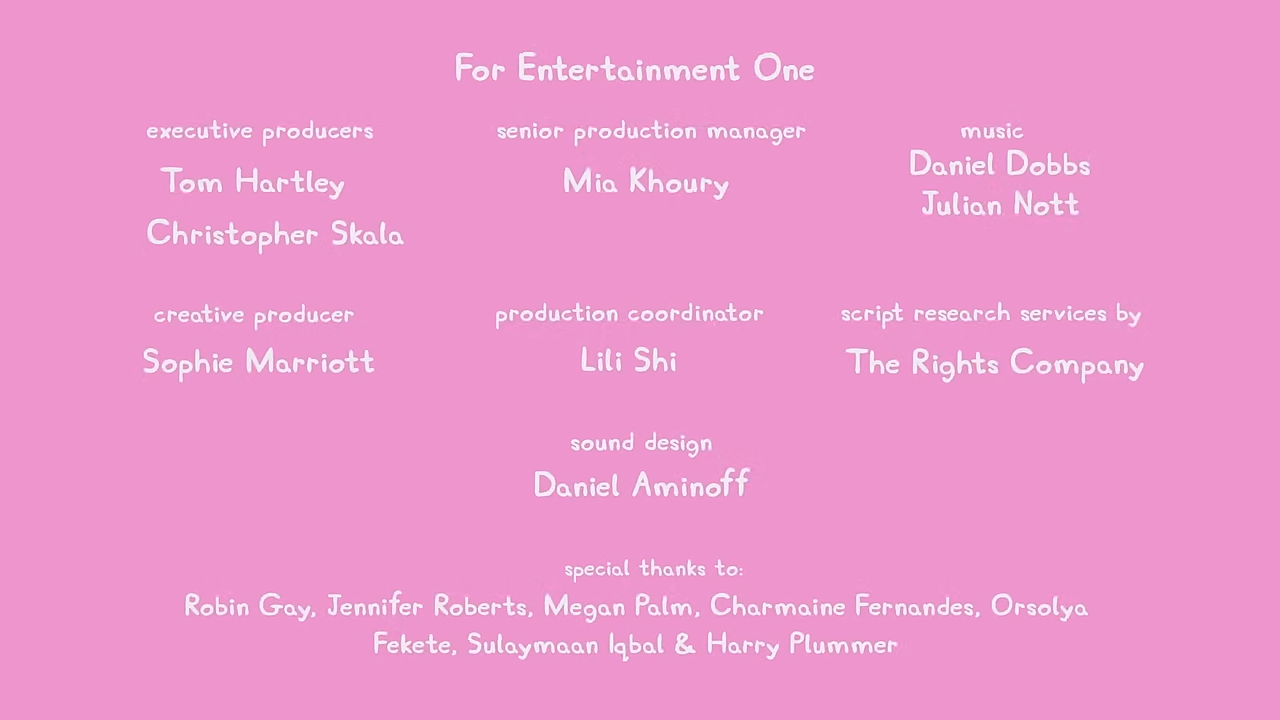 For Entertainment One
executive producers
Tom Hartley
Christopher Skala
senior production manager
Mia Khoury
music
Daniel Dobbs
Julian Nott
creative producer
Sophie Marriott
production coordinator
Lili Shi
script research services by
The Rights Company
sound design
Daniel Aminoff
special thanks to:
Robin Gay, Jennifer Roberts, Megan Palm, Charmaine Fernandes, Orsolya
Fekete, Sulaymaan Iqbal & Harry Plummer